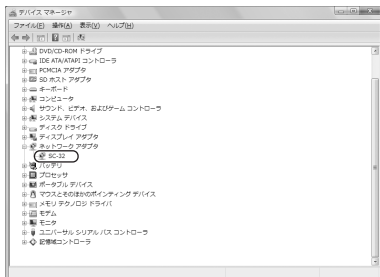 デバイス マネージャ
ファイル(F) 操作(A) 表示(V) ヘルプ(H)
DVD/CD-ROM ドライブ
IDE ATA/ATAPI コントローラ
PCMCIA アダプタ
SD ホスト アダプタ
キーボード
コンピュータ
サウンド、ビデオ、およびゲーム コントローラ
システム デバイス
ディスク ドライブ
ディスプレイ アダプタ
ネットワーク アダプタ
SC-32
バッテリ
プロセッサ
ポータブル デバイス
マウスとそのほかのポインティング デバイス
メモリ テクノロジ ドライバ
モデム
モニタ
ユニバーサル シリアル バス コントローラ
記憶域コントローラ